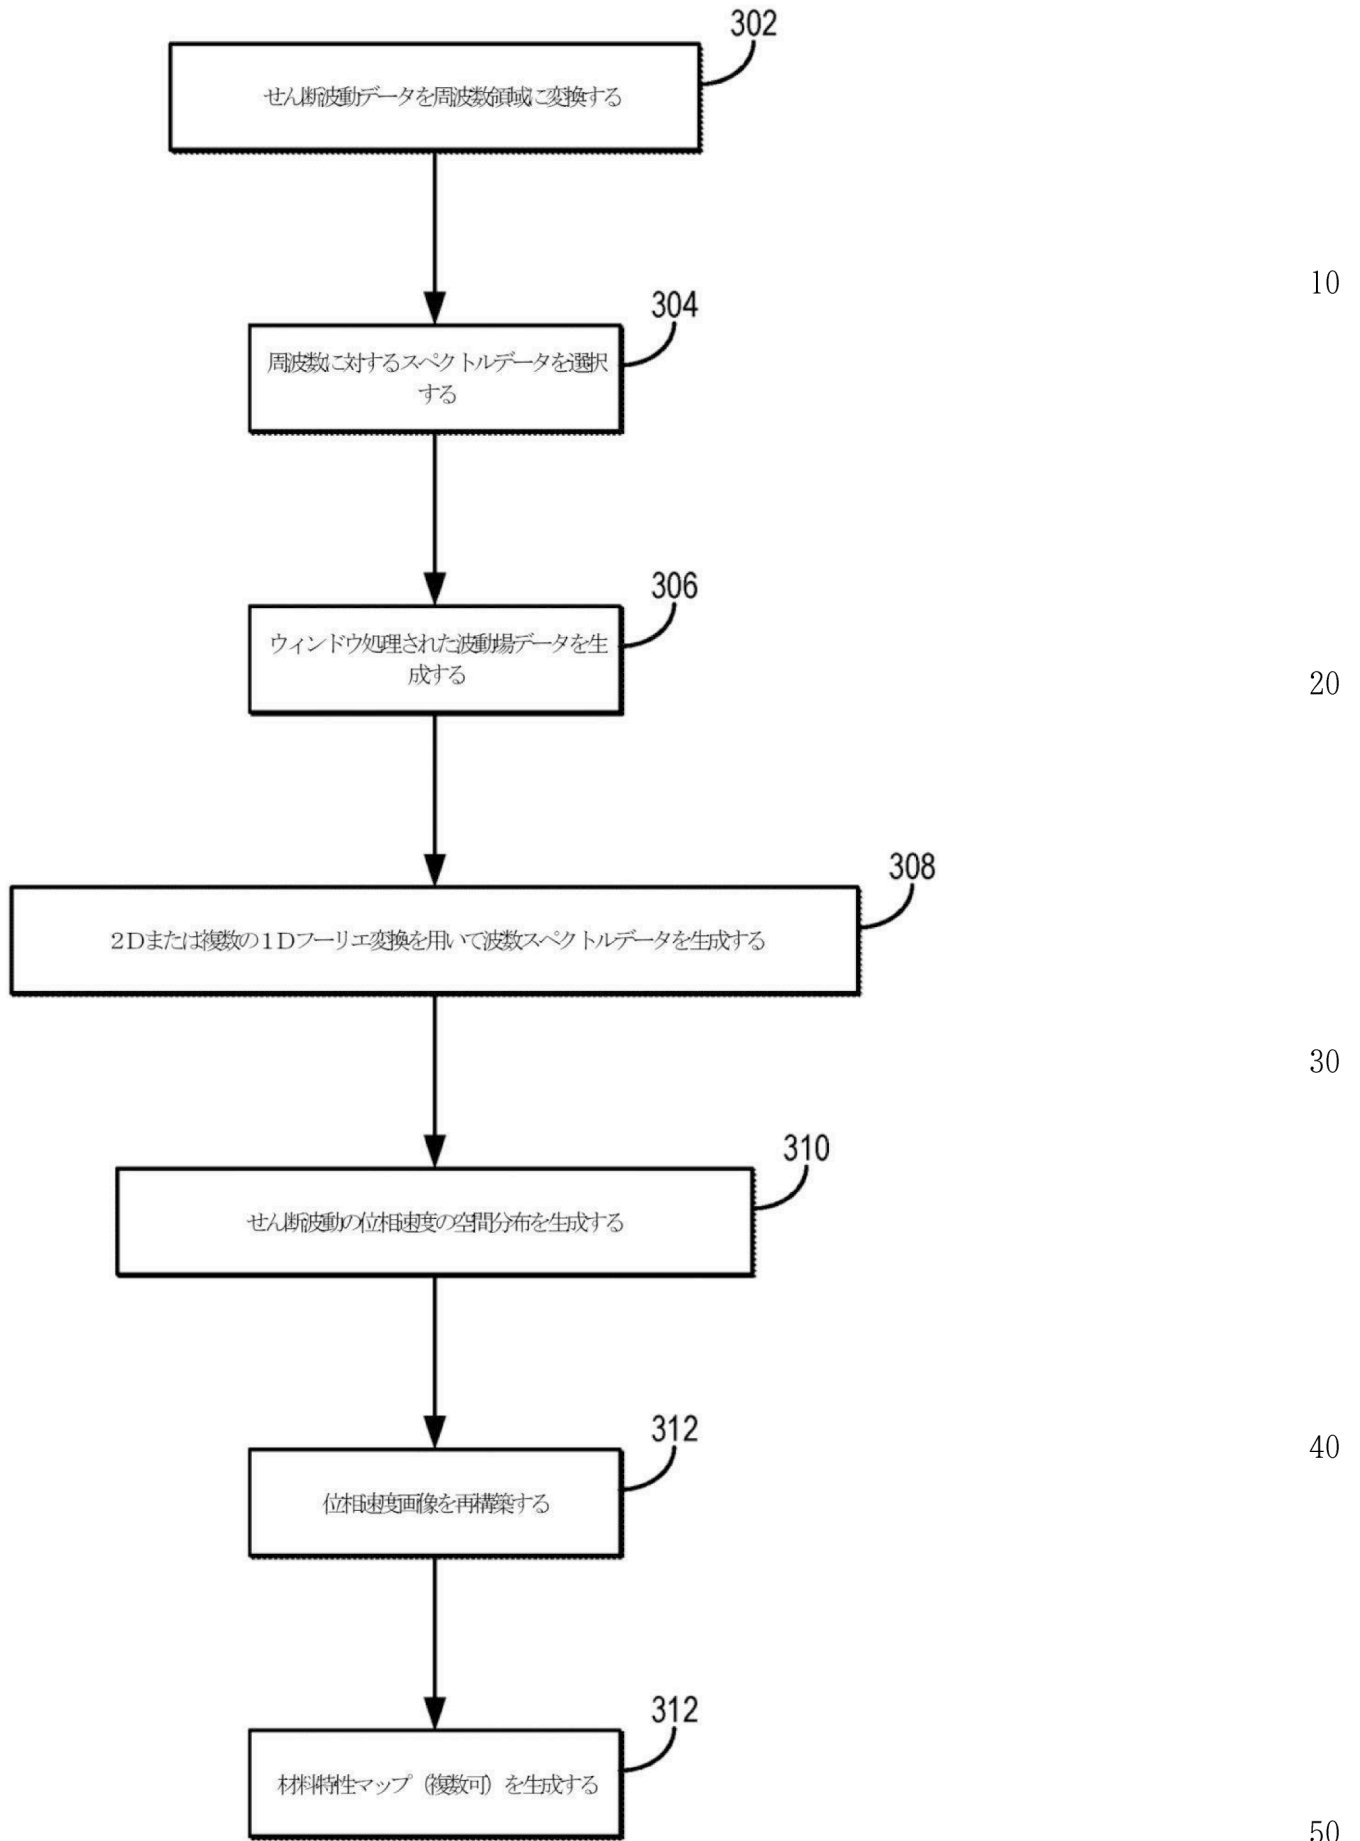 302
せん断波動データを周波数領域に変換する
10
304
周波数に対するスペクトルデータを選択
する
306
ウィンドウ処理された波動場データを生
成する
20
308
2Dまたは複数の1Dフーリエ変換を用いて波数スペクトルデータを生成する
30
310
せん断波動の位相速度の空間分布を生成する
312
40
位相速度画像を再構築する
312
材料特性マップ（複数可）を生成する
50